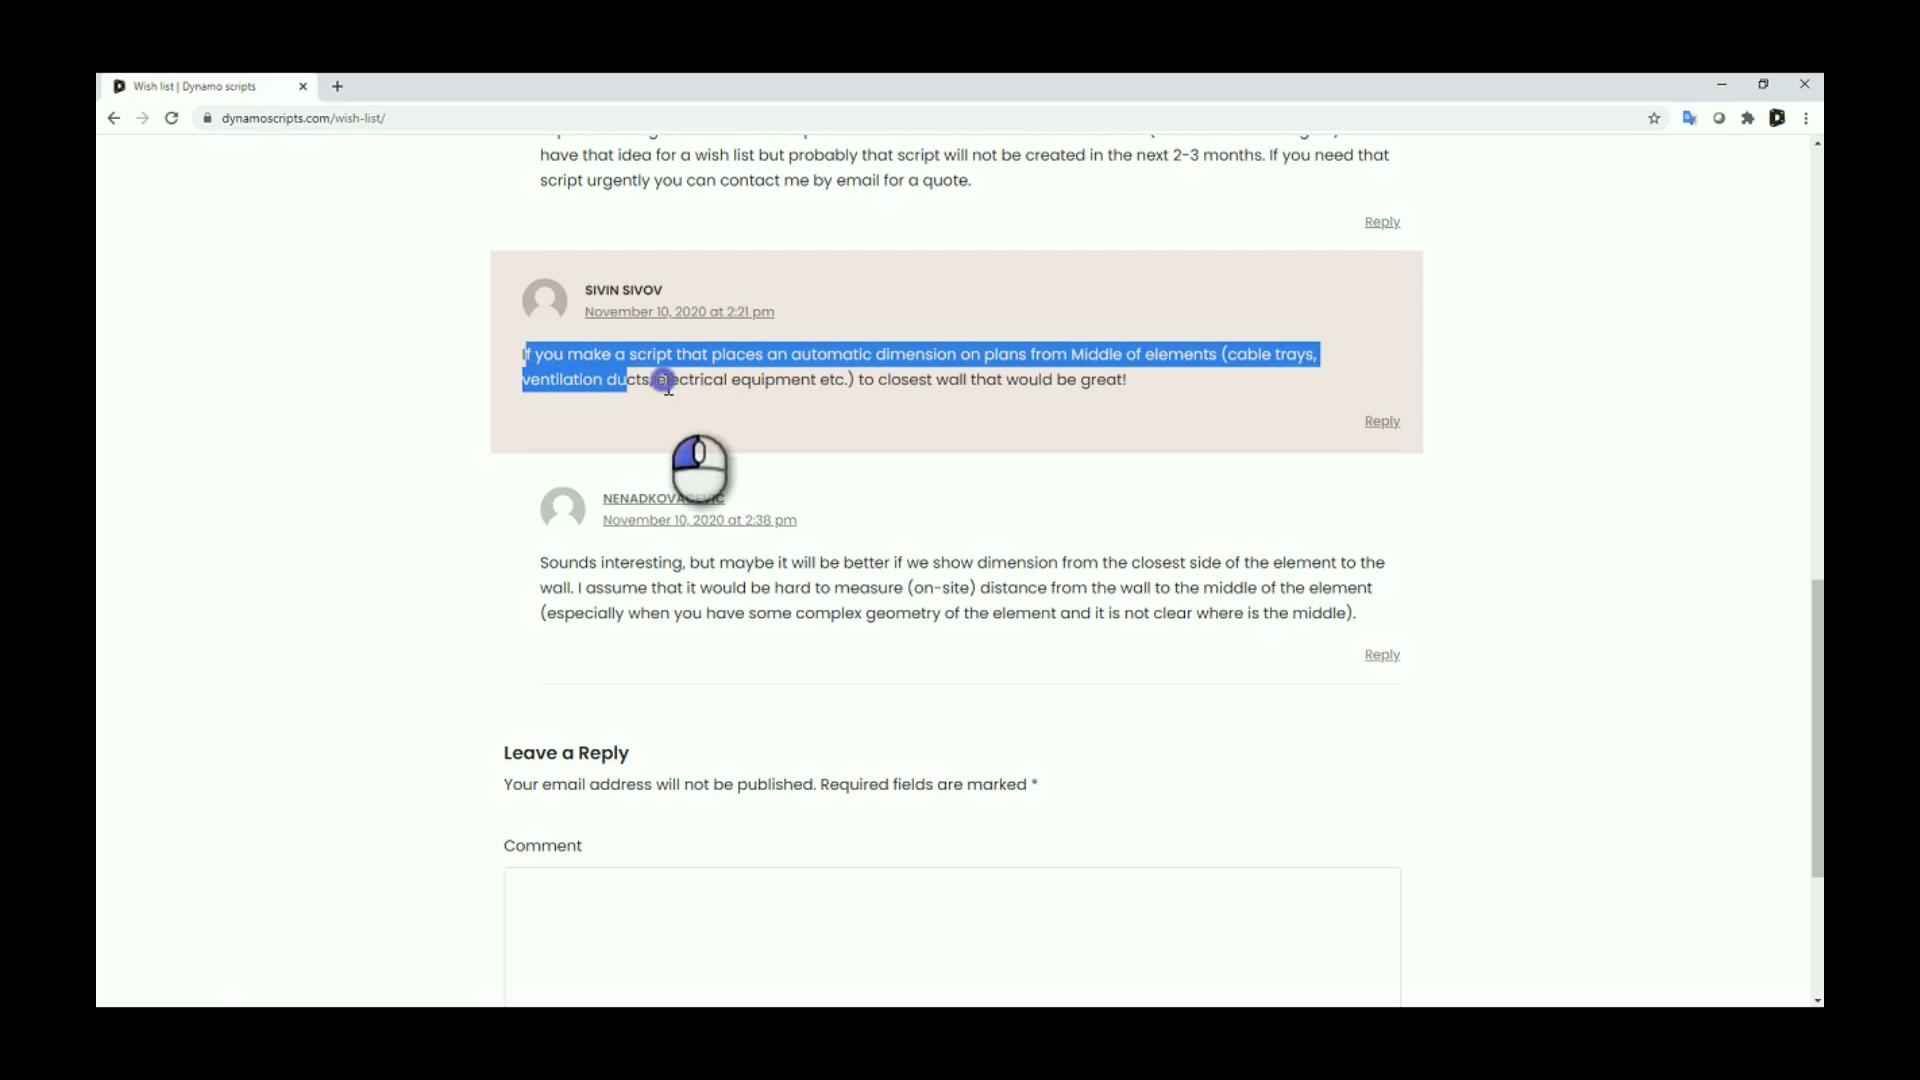 Wish list | Dynamo scripts
dynamoscripts.com/wish-list/
have that idea for a wish list but probably that script will not be created in the next 2-3 months. If you need that
script urgently you can contact me by email for a quote.
Reply
SIVIN SIVOV
November 10, 2020 at 2:21 pm
If you make a script that places an automatic dimension on plans from Middle of elements (cable trays,
ventilation ducts, electrical equipment etc.) to closest wall that would be great!
Reply
NENADKOVACEVIC
November 10, 2020 at 2:38 pm
Sounds interesting, but maybe it will be better if we show dimension from the closest side of the element to the
wall. I assume that it would be hard to measure (on-site) distance from the wall to the middle of the element
(especially when you have some complex geometry of the element and it is not clear where is the middle).
Reply
Leave a Reply
Your email address will not be published. Required fields are marked *
Comment